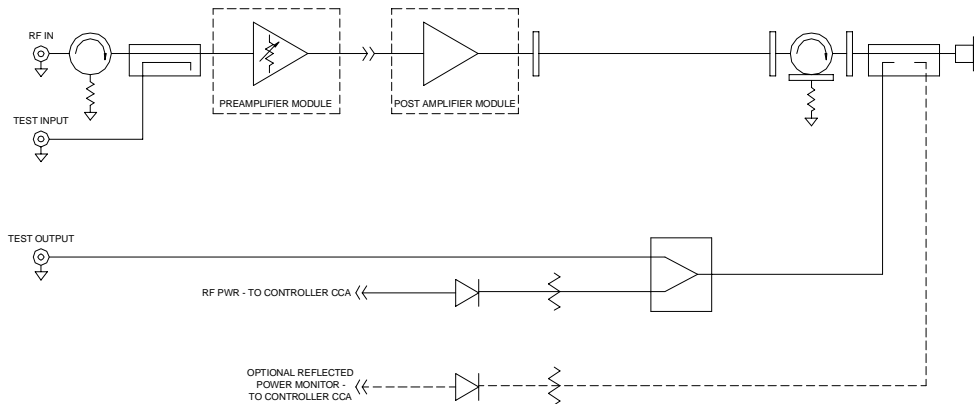 RF IN
PREAMPLIFIER MODULE
POST AMPLIFIER MODULE
TEST INPUT
TEST OUTPUT
RF PWR - TO CONTROLLER CCA
OPTIONAL REFLECTED
POWER MONITOR -
TO CONTROLLER CCA